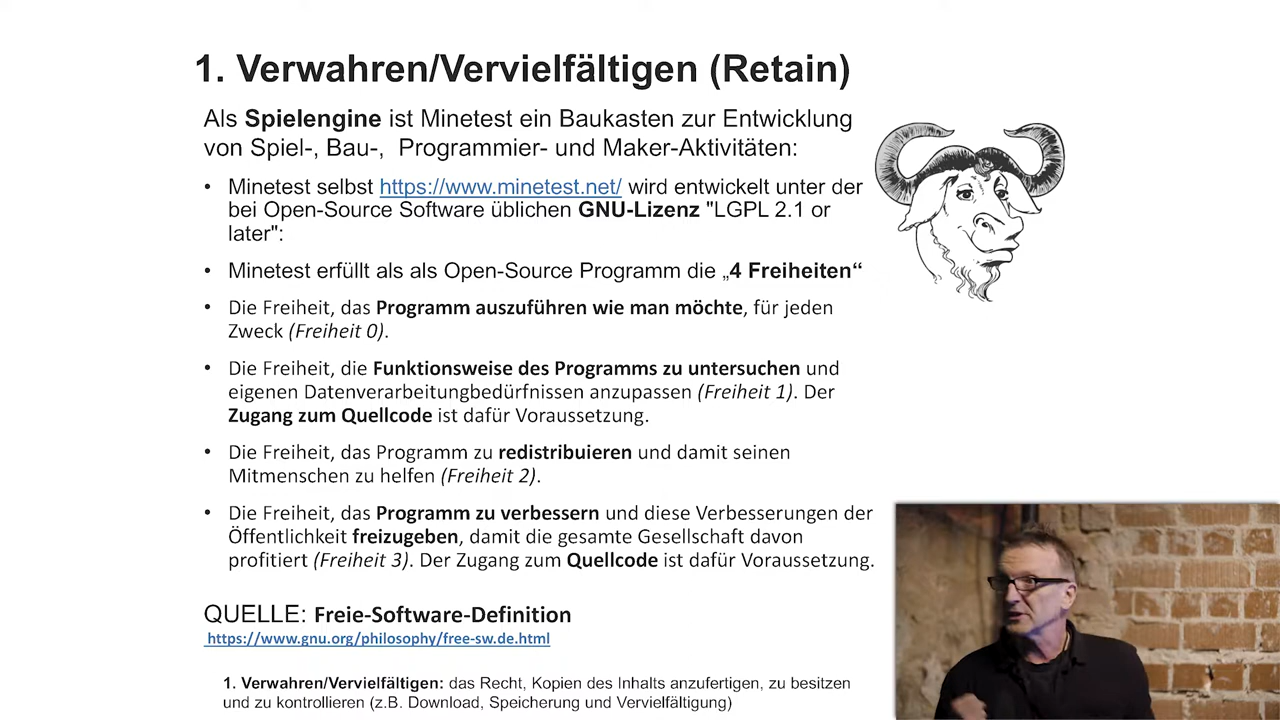 1. Verwahren/Vervielfältigen (Retain)
Als Spielengine ist Minetest ein Baukasten zur Entwicklung
von Spiel-, Bau-, Programmier- und Maker-Aktivitäten:
• Minetest selbst https://www.minetest.net/ wird entwickelt unter der
bei Open-Source Software üblichen GNU-Lizenz "LGPL 2.1 or
later":
• Minetest erfüllt als als Open-Source Programm die „4 Freiheiten“
• Die Freiheit, das Programm auszuführen wie man möchte, für jeden
Zweck (Freiheit 0).
• Die Freiheit, die Funktionsweise des Programms zu untersuchen und
eigenen Datenverarbeitungbedürfnissen anzupassen (Freiheit 1). Der
Zugang zum Quellcode ist dafür Voraussetzung.
• Die Freiheit, das Programm zu redistribuieren und damit seinen
Mitmenschen zu helfen (Freiheit 2).
• Die Freiheit, das Programm zu verbessern und diese Verbesserungen der
Öffentlichkeit freizugeben, damit die gesamte Gesellschaft davon
profitiert (Freiheit 3). Der Zugang zum Quellcode ist dafür Voraussetzung.
QUELLE: Freie-Software-Definition
https://www.gnu.org/philosophy/free-sw.de.html
1. Verwahren/Vervielfältigen: das Recht, Kopien des Inhalts anzufertigen, zu besitzen
und zu kontrollieren (z.B. Download, Speicherung und Vervielfältigung)